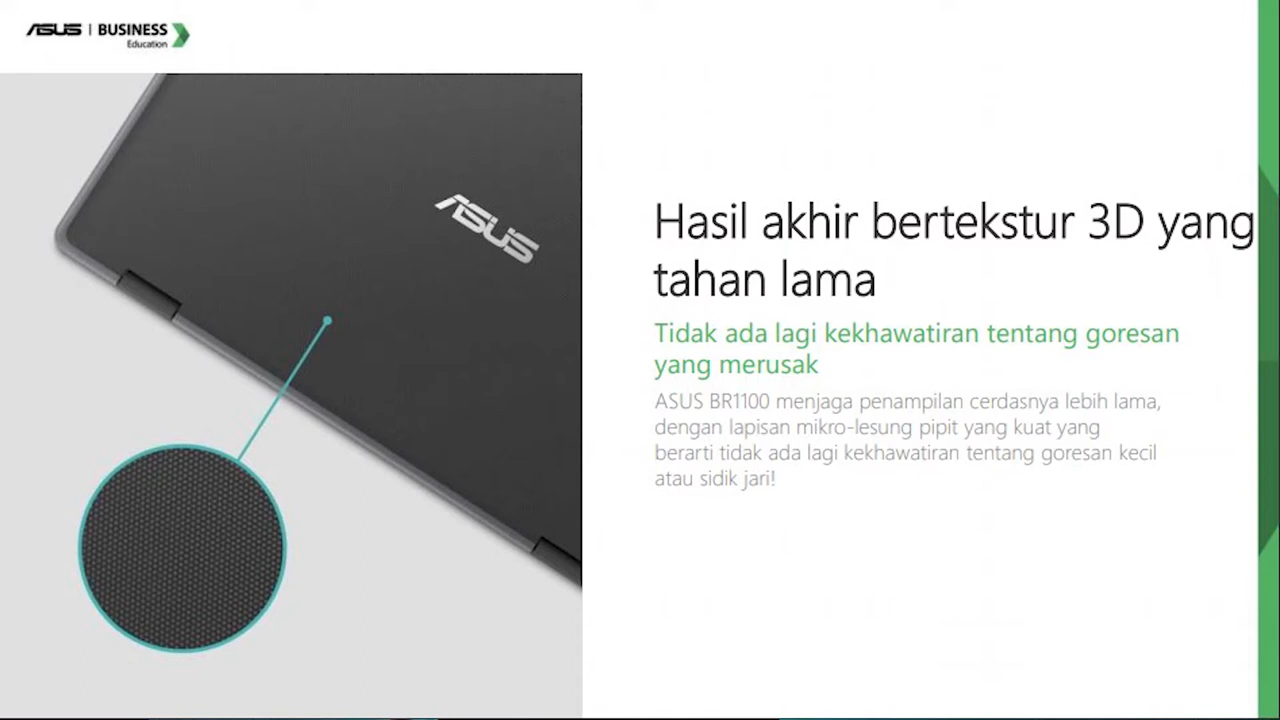 ASUS | BUSINESS
Education
ASUS
Hasil akhir bertekstur 3D yang
tahan lama
Tidak ada lagi kekhawatiran tentang goresan
yang merusak
ASUS BR1100 menjaga penampilan cerdasnya lebih lama,
dengan lapisan mikro-lesung pipit yang kuat yang
berarti tidak ada lagi kekhawatiran tentang goresan kecil
atau sidik jari!